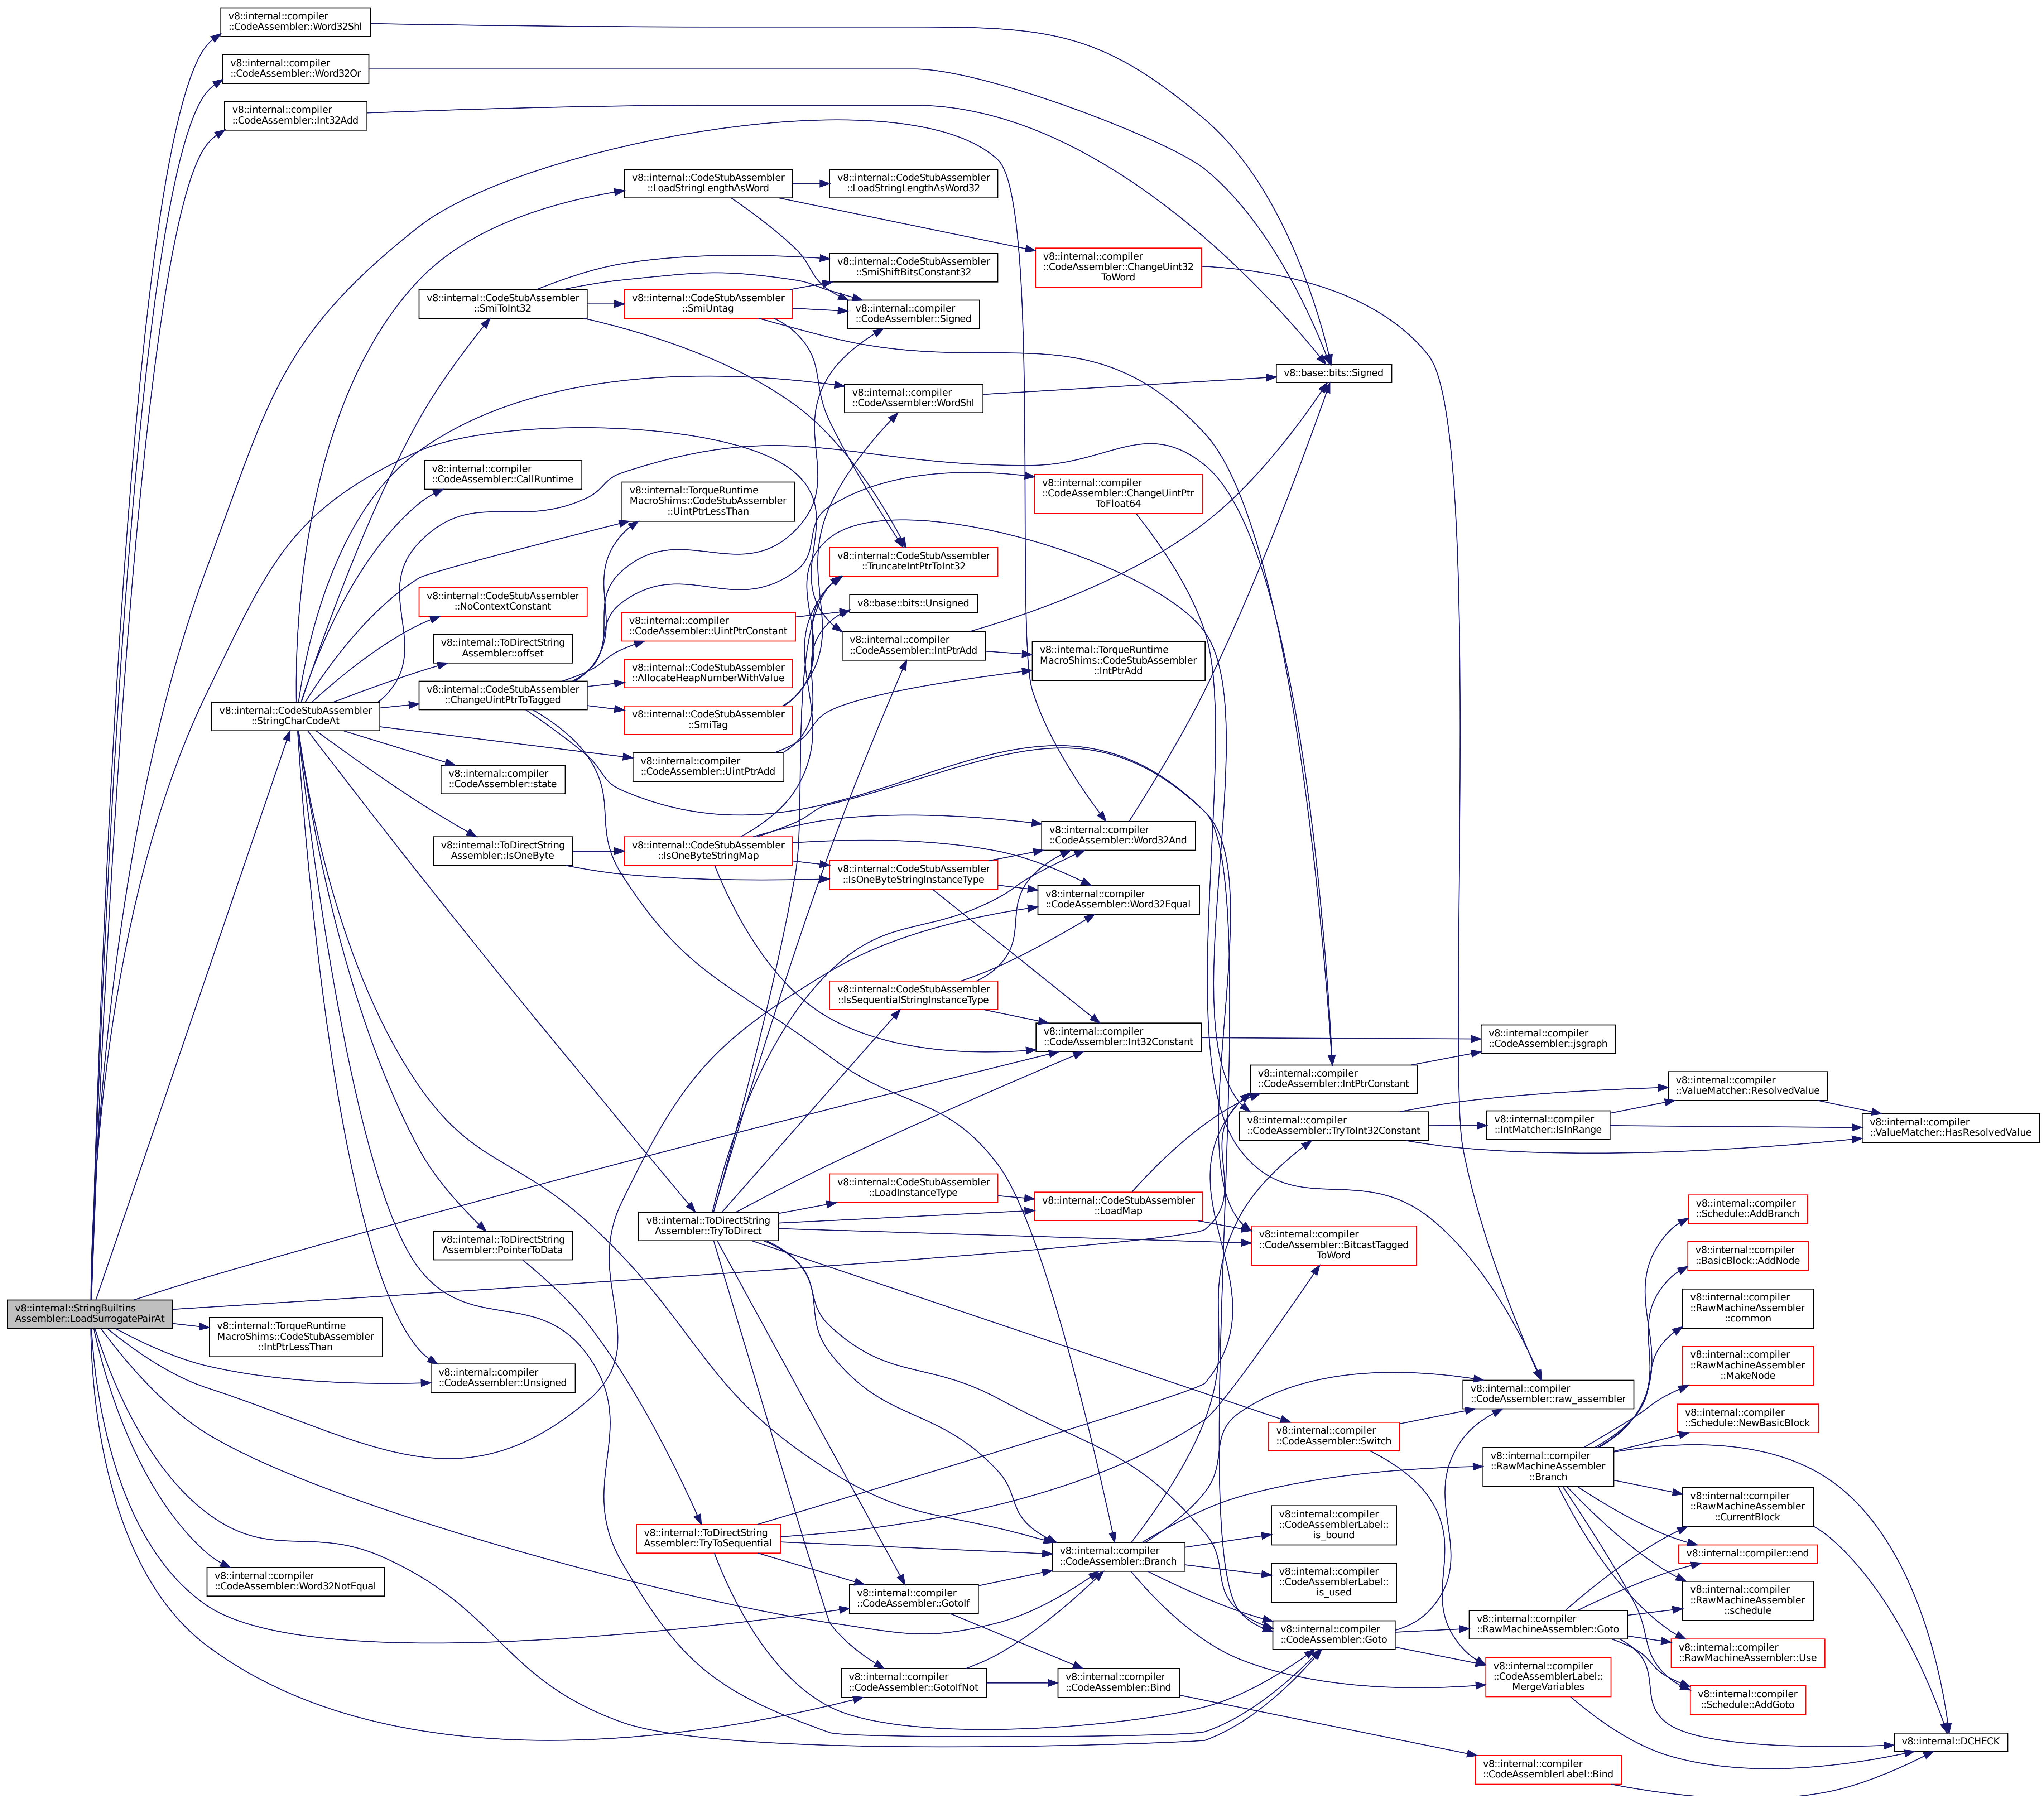 v8::internal::compiler
::CodeAssembler::Word32Shl
v8::internal::compiler
::CodeAssembler::Word32Or
v8::internal::compiler
::CodeAssembler::Int32Add
v8::internal::CodeStubAssembler
::LoadStringLengthAsWord
v8::internal::CodeStubAssembler
::LoadStringLengthAsWord32
v8::internal::compiler
::CodeAssembler::ChangeUint32
ToWord
v8::internal::CodeStubAssembler
::SmiShiftBitsConstant32
v8::internal::CodeStubAssembler
::SmiToInt32
v8::internal::CodeStubAssembler
::SmiUntag
v8::internal::compiler
::CodeAssembler::Signed
v8::base::bits::Signed
v8::internal::compiler
::CodeAssembler::WordShl
v8::internal::compiler
::CodeAssembler::CallRuntime
v8::internal::TorqueRuntime
MacroShims::CodeStubAssembler
::UintPtrLessThan
v8::internal::compiler
::CodeAssembler::ChangeUintPtr
ToFloat64
v8::internal::CodeStubAssembler
::TruncateIntPtrToInt32
v8::internal::CodeStubAssembler
::NoContextConstant
v8::base::bits::Unsigned
v8::internal::compiler
::CodeAssembler::UintPtrConstant
v8::internal::ToDirectString
Assembler::offset
v8::internal::compiler
::CodeAssembler::IntPtrAdd
v8::internal::TorqueRuntime
MacroShims::CodeStubAssembler
::IntPtrAdd
v8::internal::CodeStubAssembler
::AllocateHeapNumberWithValue
v8::internal::CodeStubAssembler
::ChangeUintPtrToTagged
v8::internal::CodeStubAssembler
::StringCharCodeAt
v8::internal::CodeStubAssembler
::SmiTag
v8::internal::compiler
::CodeAssembler::UintPtrAdd
v8::internal::compiler
::CodeAssembler::state
v8::internal::compiler
::CodeAssembler::Word32And
v8::internal::ToDirectString
Assembler::IsOneByte
v8::internal::CodeStubAssembler
::IsOneByteStringMap
v8::internal::CodeStubAssembler
::IsOneByteStringInstanceType
v8::internal::compiler
::CodeAssembler::Word32Equal
v8::internal::CodeStubAssembler
::IsSequentialStringInstanceType
v8::internal::compiler
::CodeAssembler::Int32Constant
v8::internal::compiler
::CodeAssembler::jsgraph
v8::internal::compiler
::CodeAssembler::IntPtrConstant
v8::internal::compiler
::ValueMatcher::ResolvedValue
v8::internal::compiler
::CodeAssembler::TryToInt32Constant
v8::internal::compiler
::IntMatcher::IsInRange
v8::internal::compiler
::ValueMatcher::HasResolvedValue
v8::internal::CodeStubAssembler
::LoadInstanceType
v8::internal::CodeStubAssembler
::LoadMap
v8::internal::ToDirectString
Assembler::TryToDirect
v8::internal::compiler
::Schedule::AddBranch
v8::internal::ToDirectString
Assembler::PointerToData
v8::internal::compiler
::CodeAssembler::BitcastTagged
ToWord
v8::internal::compiler
::BasicBlock::AddNode
v8::internal::StringBuiltins
Assembler::LoadSurrogatePairAt
v8::internal::compiler
::RawMachineAssembler
::common
v8::internal::TorqueRuntime
MacroShims::CodeStubAssembler
::IntPtrLessThan
v8::internal::compiler
::CodeAssembler::Unsigned
v8::internal::compiler
::RawMachineAssembler
::MakeNode
v8::internal::compiler
::CodeAssembler::raw_assembler
v8::internal::compiler
::Schedule::NewBasicBlock
v8::internal::compiler
::CodeAssembler::Switch
v8::internal::compiler
::RawMachineAssembler
::Branch
v8::internal::compiler
::RawMachineAssembler
::CurrentBlock
v8::internal::ToDirectString
Assembler::TryToSequential
v8::internal::compiler
::CodeAssemblerLabel::
is_bound
v8::internal::compiler
::CodeAssembler::Branch
v8::internal::compiler::end
v8::internal::compiler
::CodeAssembler::Word32NotEqual
v8::internal::compiler
::CodeAssemblerLabel::
is_used
v8::internal::compiler
::CodeAssembler::GotoIf
v8::internal::compiler
::RawMachineAssembler
::schedule
v8::internal::compiler
::CodeAssembler::Goto
v8::internal::compiler
::RawMachineAssembler::Goto
v8::internal::compiler
::RawMachineAssembler::Use
v8::internal::compiler
::CodeAssembler::GotoIfNot
v8::internal::compiler
::CodeAssembler::Bind
v8::internal::compiler
::CodeAssemblerLabel::
MergeVariables
v8::internal::compiler
::Schedule::AddGoto
v8::internal::DCHECK
v8::internal::compiler
::CodeAssemblerLabel::Bind